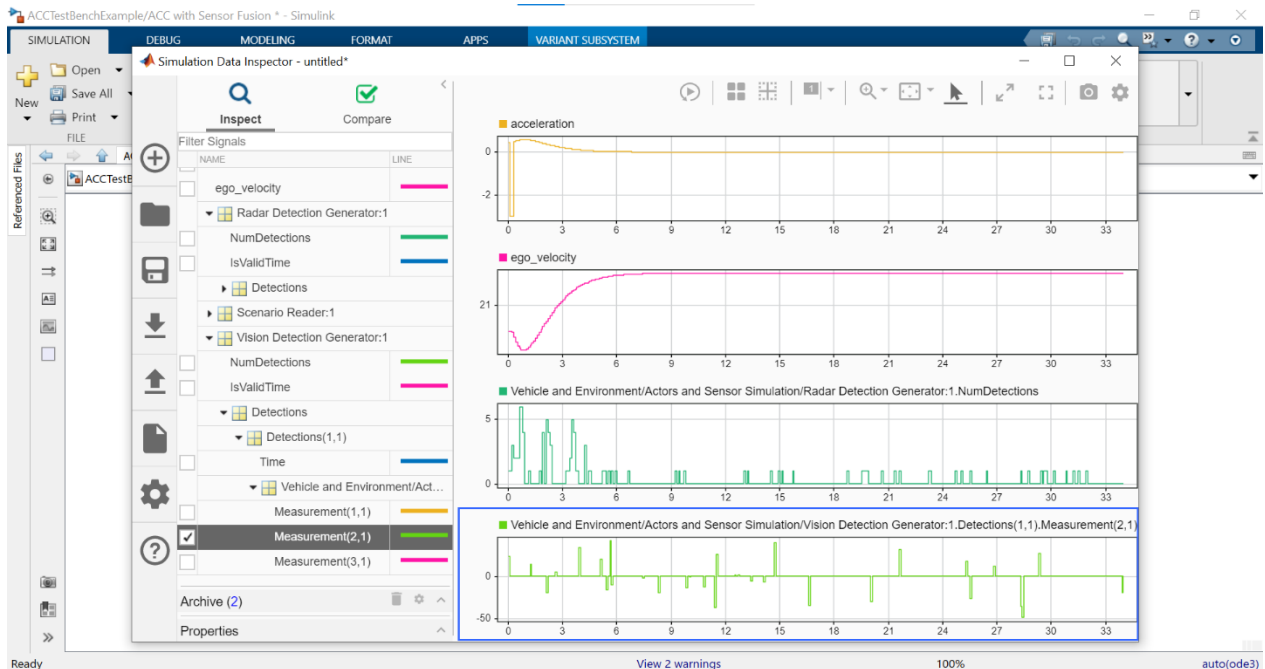 ACCTestBenchExample/ACC with Sensor Fusion * - Simulink
SIMULATION DEBUG MODELING FORMAT APPS VARIANT SUBSYSTEM
New
Open
Save All
Print
FILE
Referenced Files
ACCTestB
Simulation Data Inspector - untitled*
Inspect Compare
Filter Signals
NAME LINE
ego_velocity
Radar Detection Generator:1
NumDetections
IsValidTime
Detections
Scenario Reader:1
Vision Detection Generator:1
NumDetections
IsValidTime
Detections
Detections(1,1)
Time
Vehicle and Environment/Act...
Measurement(1,1)
Measurement(2,1)
Measurement(3,1)
Archive (2)
Properties
acceleration
0
-2
0 3 6 9 12 15 18 21 24 27 30 33
ego_velocity
21
0 3 6 9 12 15 18 21 24 27 30 33
Vehicle and Environment/Actors and Sensor Simulation/Radar Detection Generator:1.NumDetections
5
0
0 3 6 9 12 15 18 21 24 27 30 33
Vehicle and Environment/Actors and Sensor Simulation/Vision Detection Generator:1.Detections(1,1).Measurement(2,1)
0
-50
0 3 6 9 12 15 18 21 24 27 30 33
Ready View 2 warnings 100% auto(ode3)